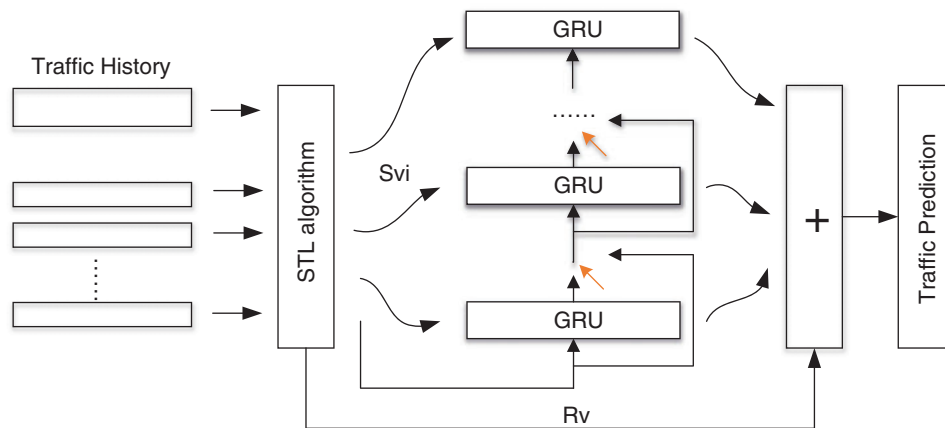 GRU
Traffic History
......
Svi
GRU
STL algorithm
+
Traffic Prediction
......
GRU
Rv